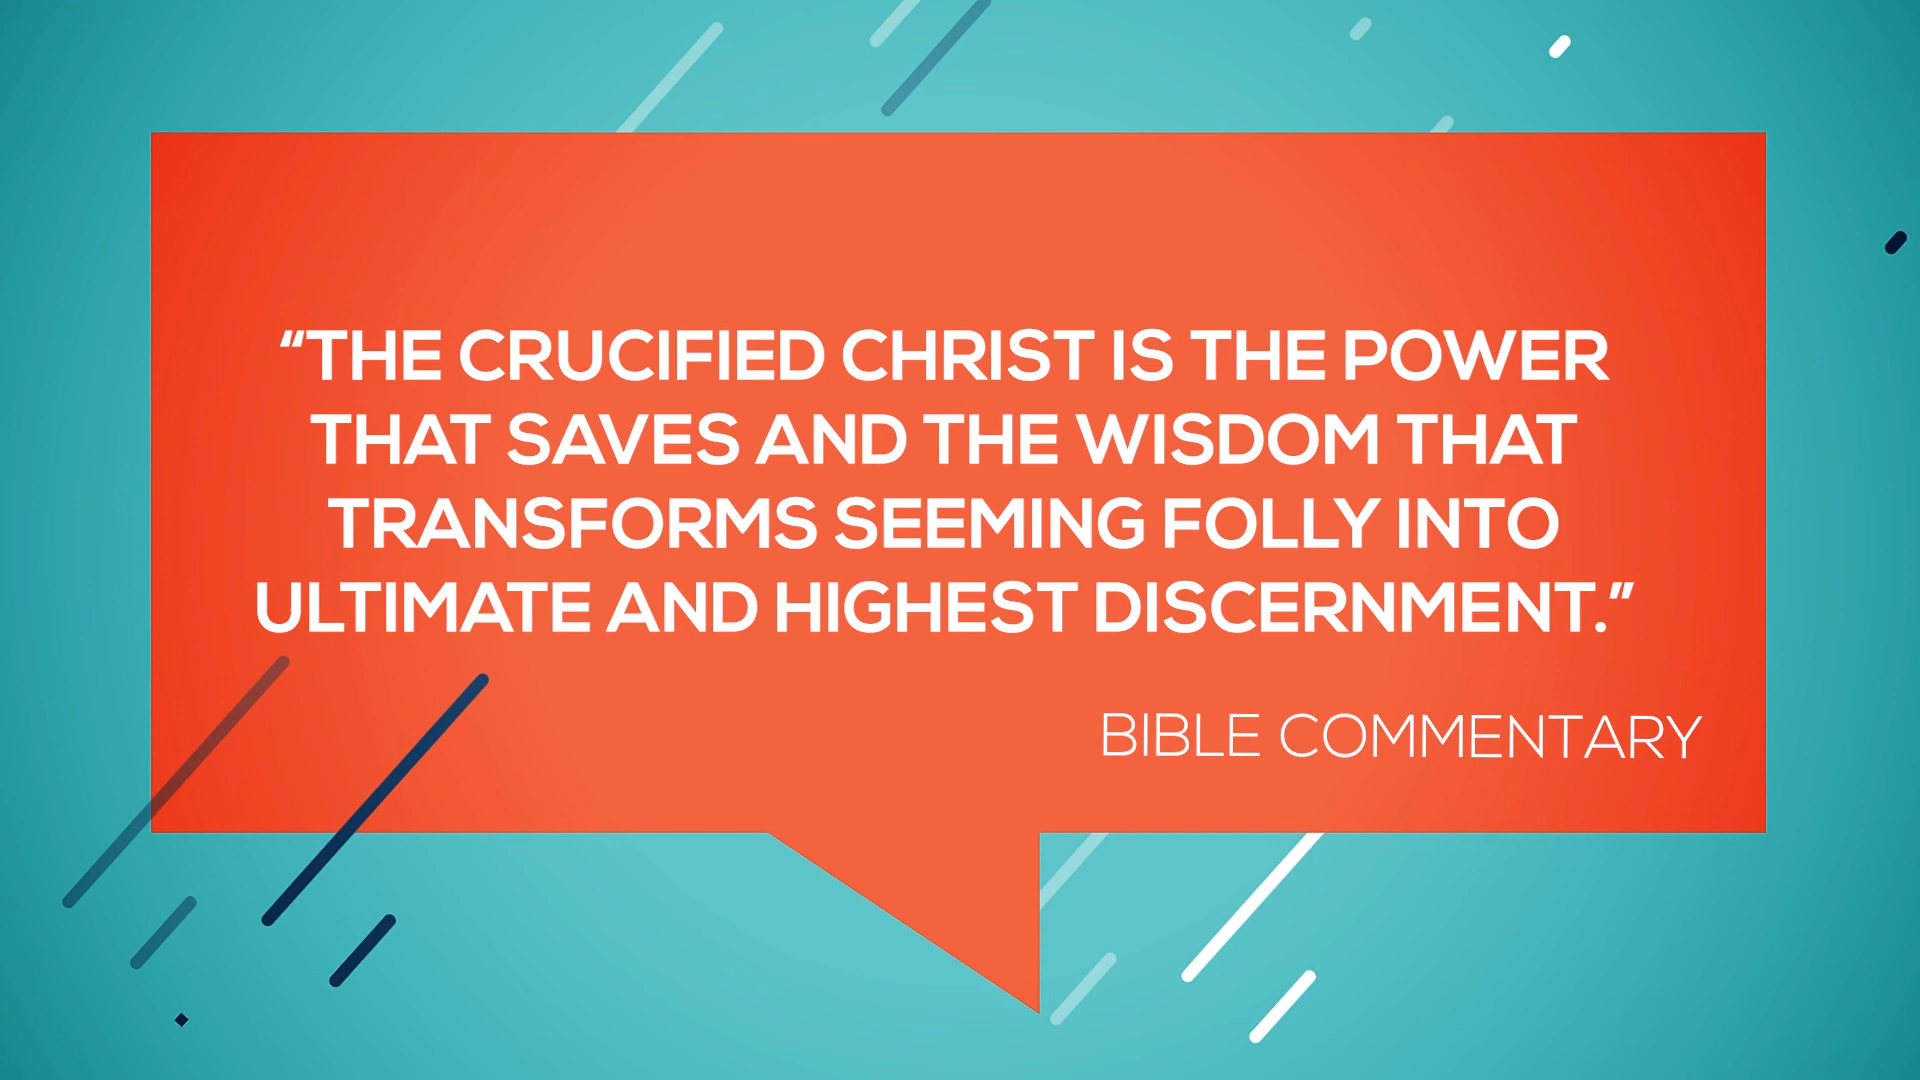 “THE CRUCIFIED CHRIST IS THE POWER
THAT SAVES AND THE WISDOM THAT
TRANSFORMS SEEMING FOLLY INTO
ULTIMATE AND HIGHEST DISCERNMENT.”
BIBLE COMMENTARY